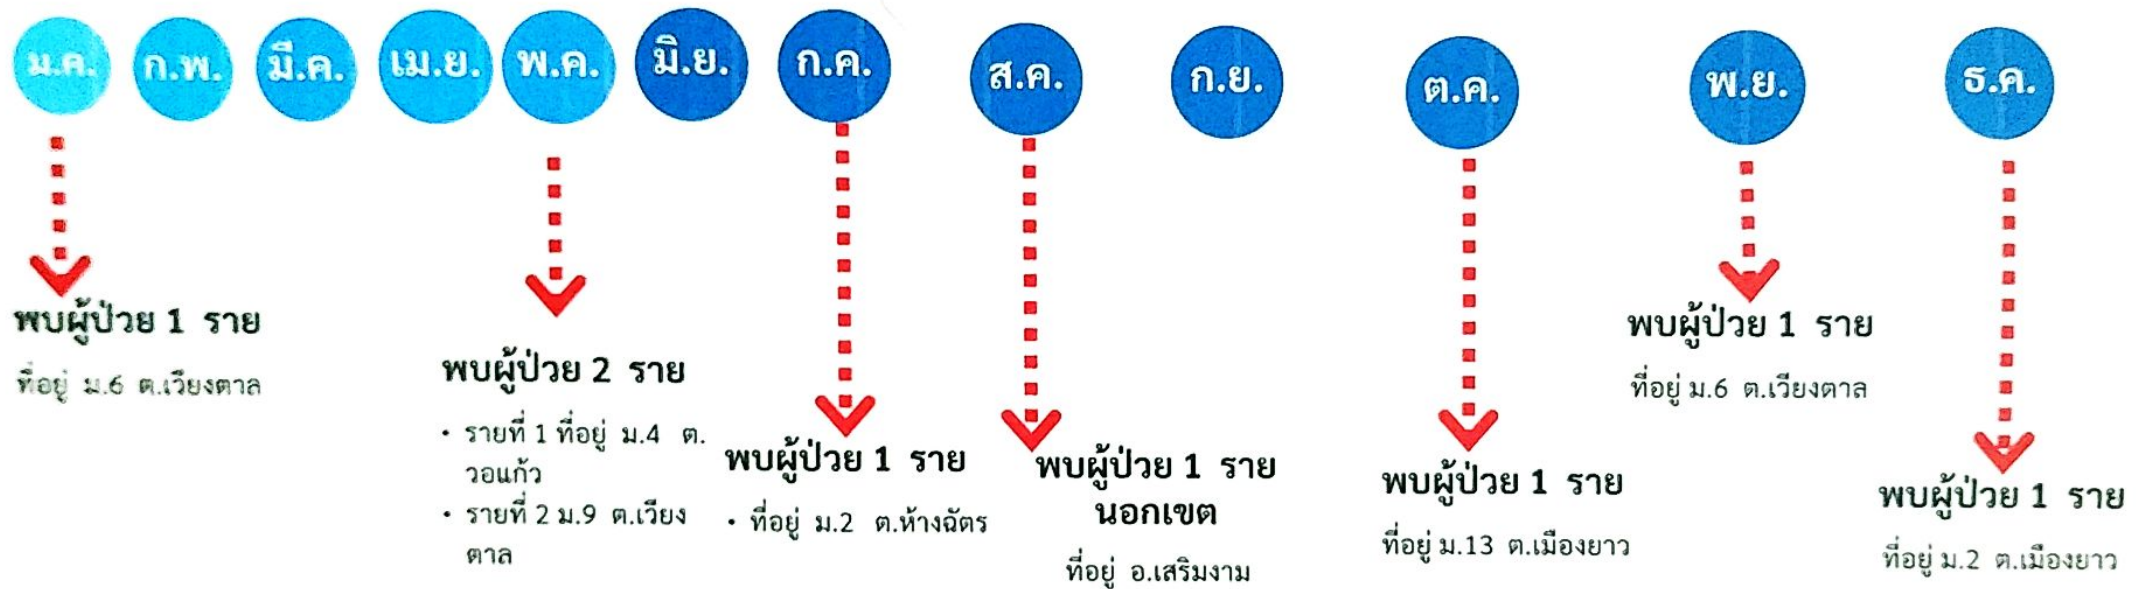 ม.ค. ก.พ. มี.ค. เม.ย. พ.ค. มิ.ย. ก.ค. ส.ค. ก.ย. ต.ค. พ.ย. ธ.ค.
พบผู้ป่วย 1 ราย
ที่อยู่ ม.6 ต.เวียงตาล
พบผู้ป่วย 2 ราย
• รายที่ 1 ที่อยู่ ม.4 ต.
วอแก้ว
• รายที่ 2 ม.9 ต.เวียง
ตาล
พบผู้ป่วย 1 ราย
• ที่อยู่ ม.2 ต.ห้างฉัตร
พบผู้ป่วย 1 ราย
นอกเขต
ที่อยู่ อ.เสริมงาม
พบผู้ป่วย 1 ราย
ที่อยู่ ม.13 ต.เมืองยาว
พบผู้ป่วย 1 ราย
ที่อยู่ ม.6 ต.เวียงตาล
พบผู้ป่วย 1 ราย
ที่อยู่ ม.2 ต.เมืองยาว